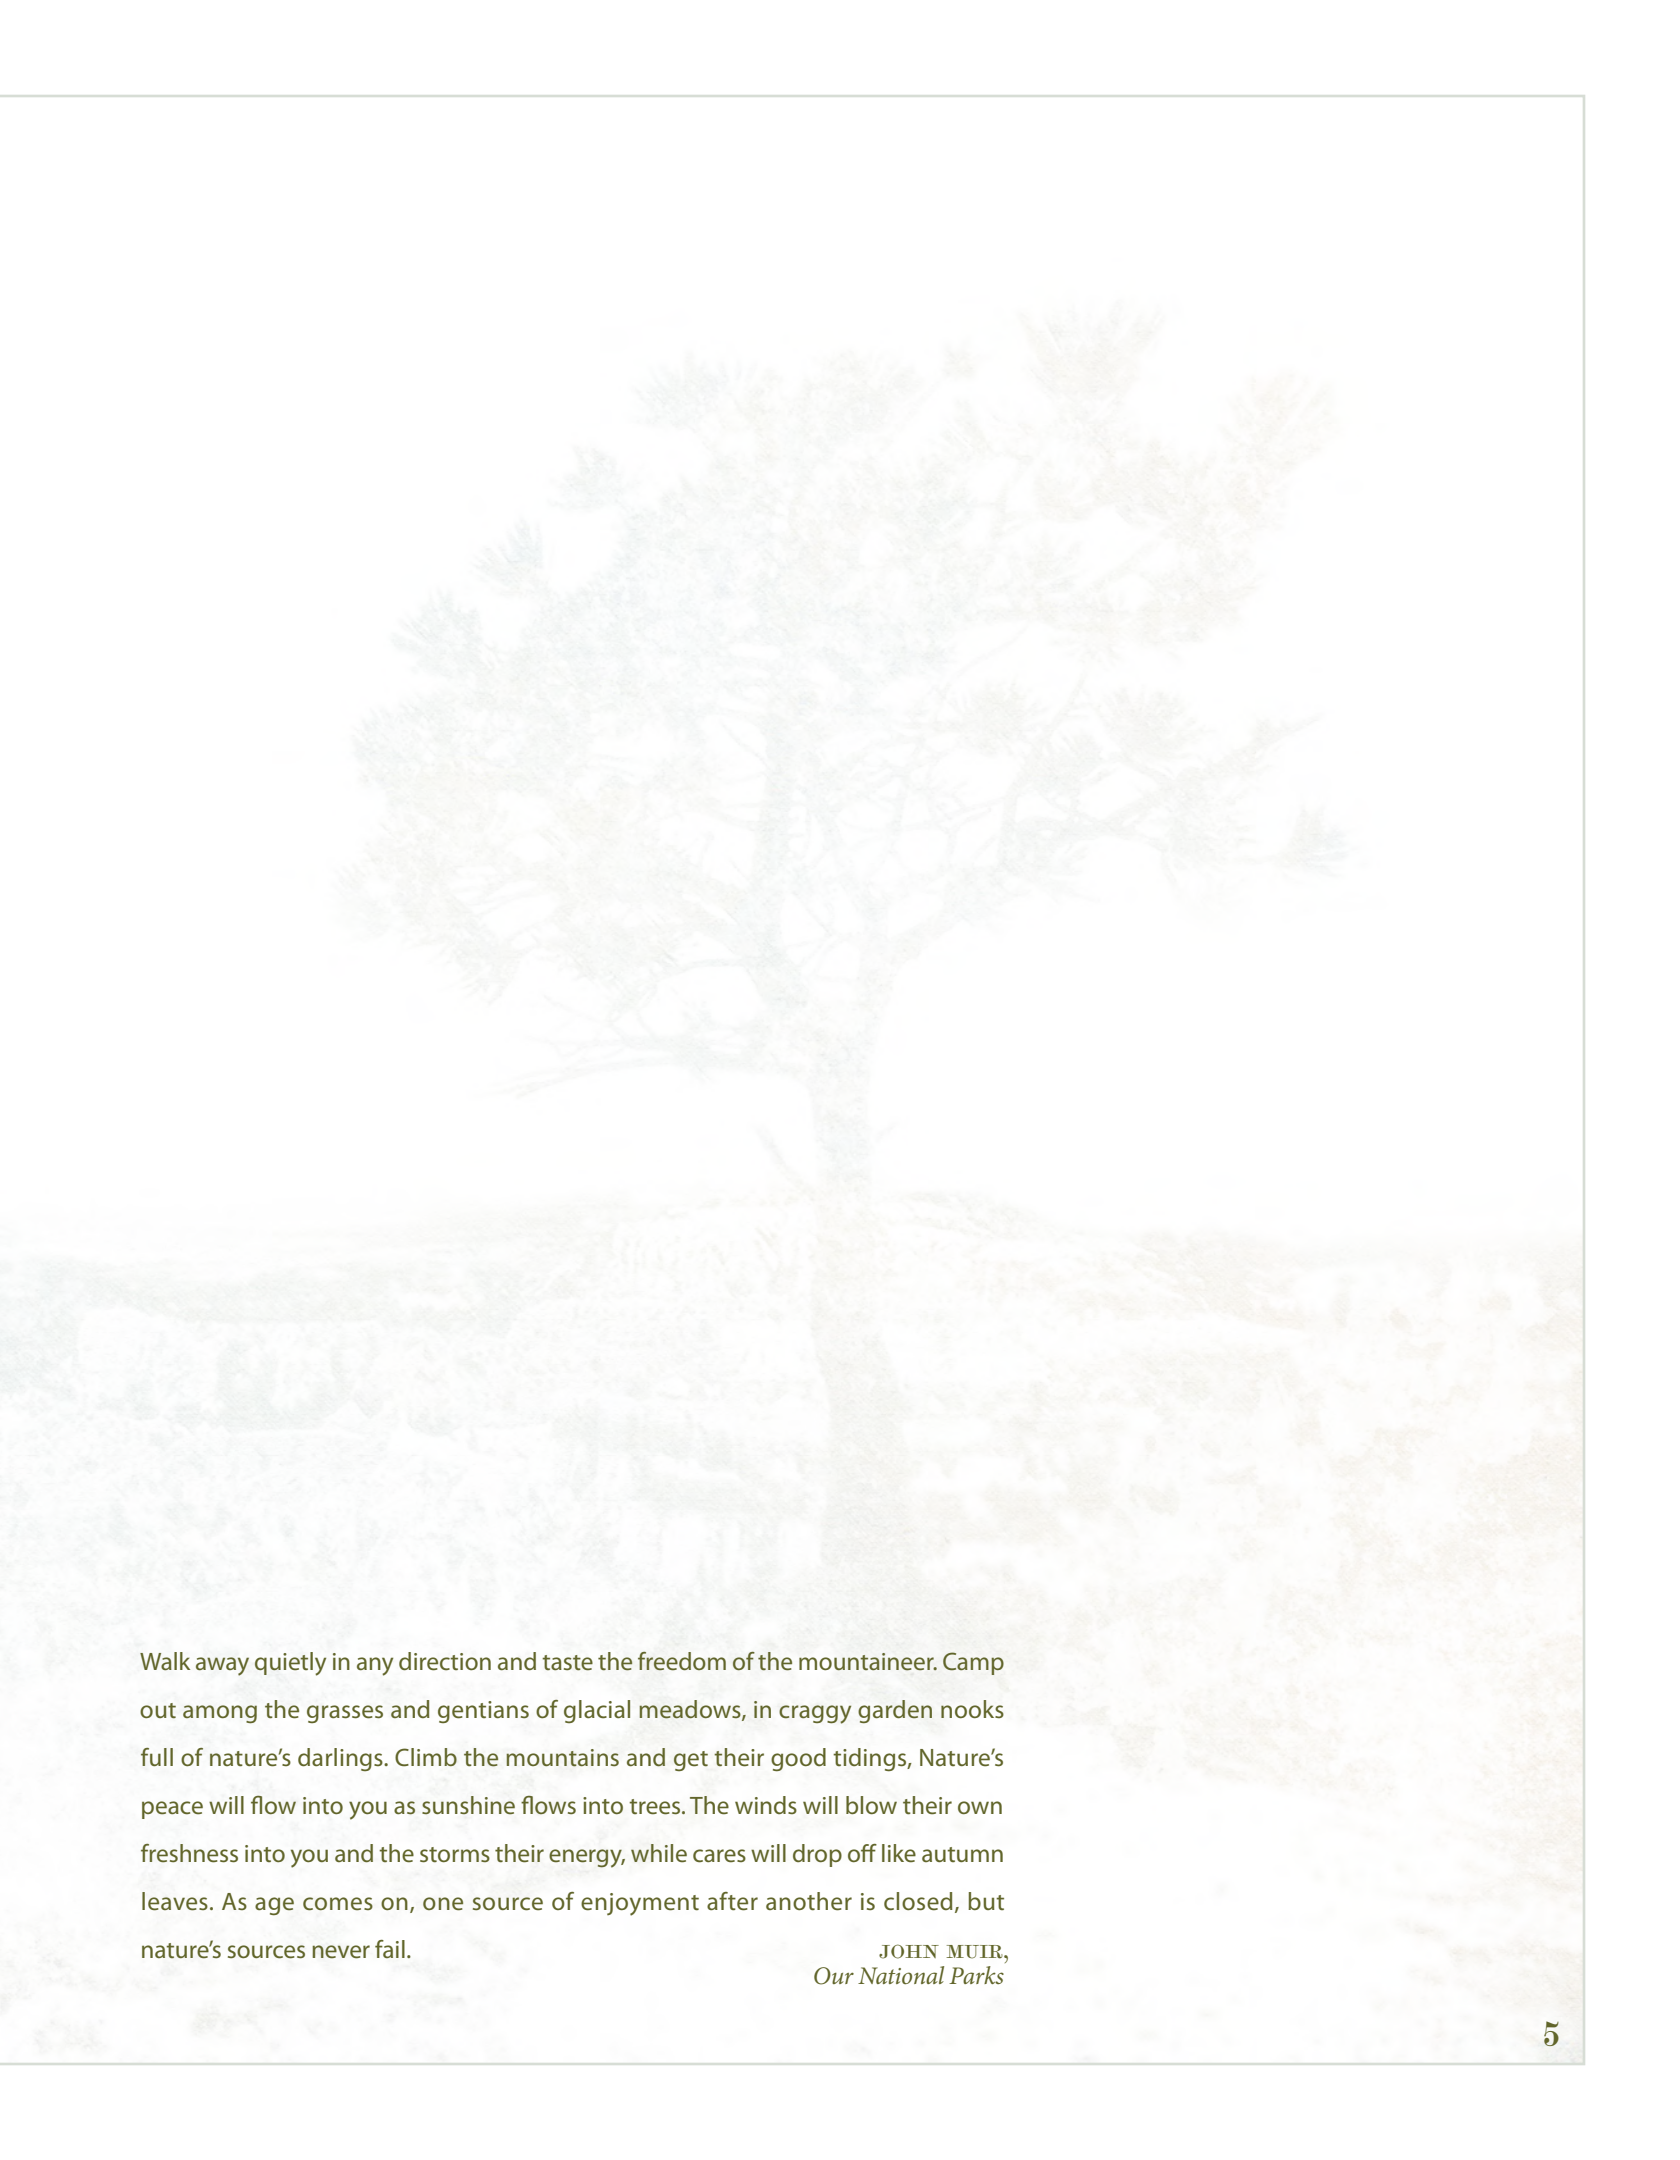 Walk away quietly in any direction and taste the freedom of the mountaineer. Camp
out among the grasses and gentians of glacial meadows, in craggy garden nooks
full of nature’s darlings. Climb the mountains and get their good tidings, Nature’s
peace will flow into you as sunshine flows into trees. The winds will blow their own
freshness into you and the storms their energy, while cares will drop off like autumn
leaves. As age comes on, one source of enjoyment after another is closed, but
nature’s sources never fail.
JOHN MUIR,
Our National Parks
5